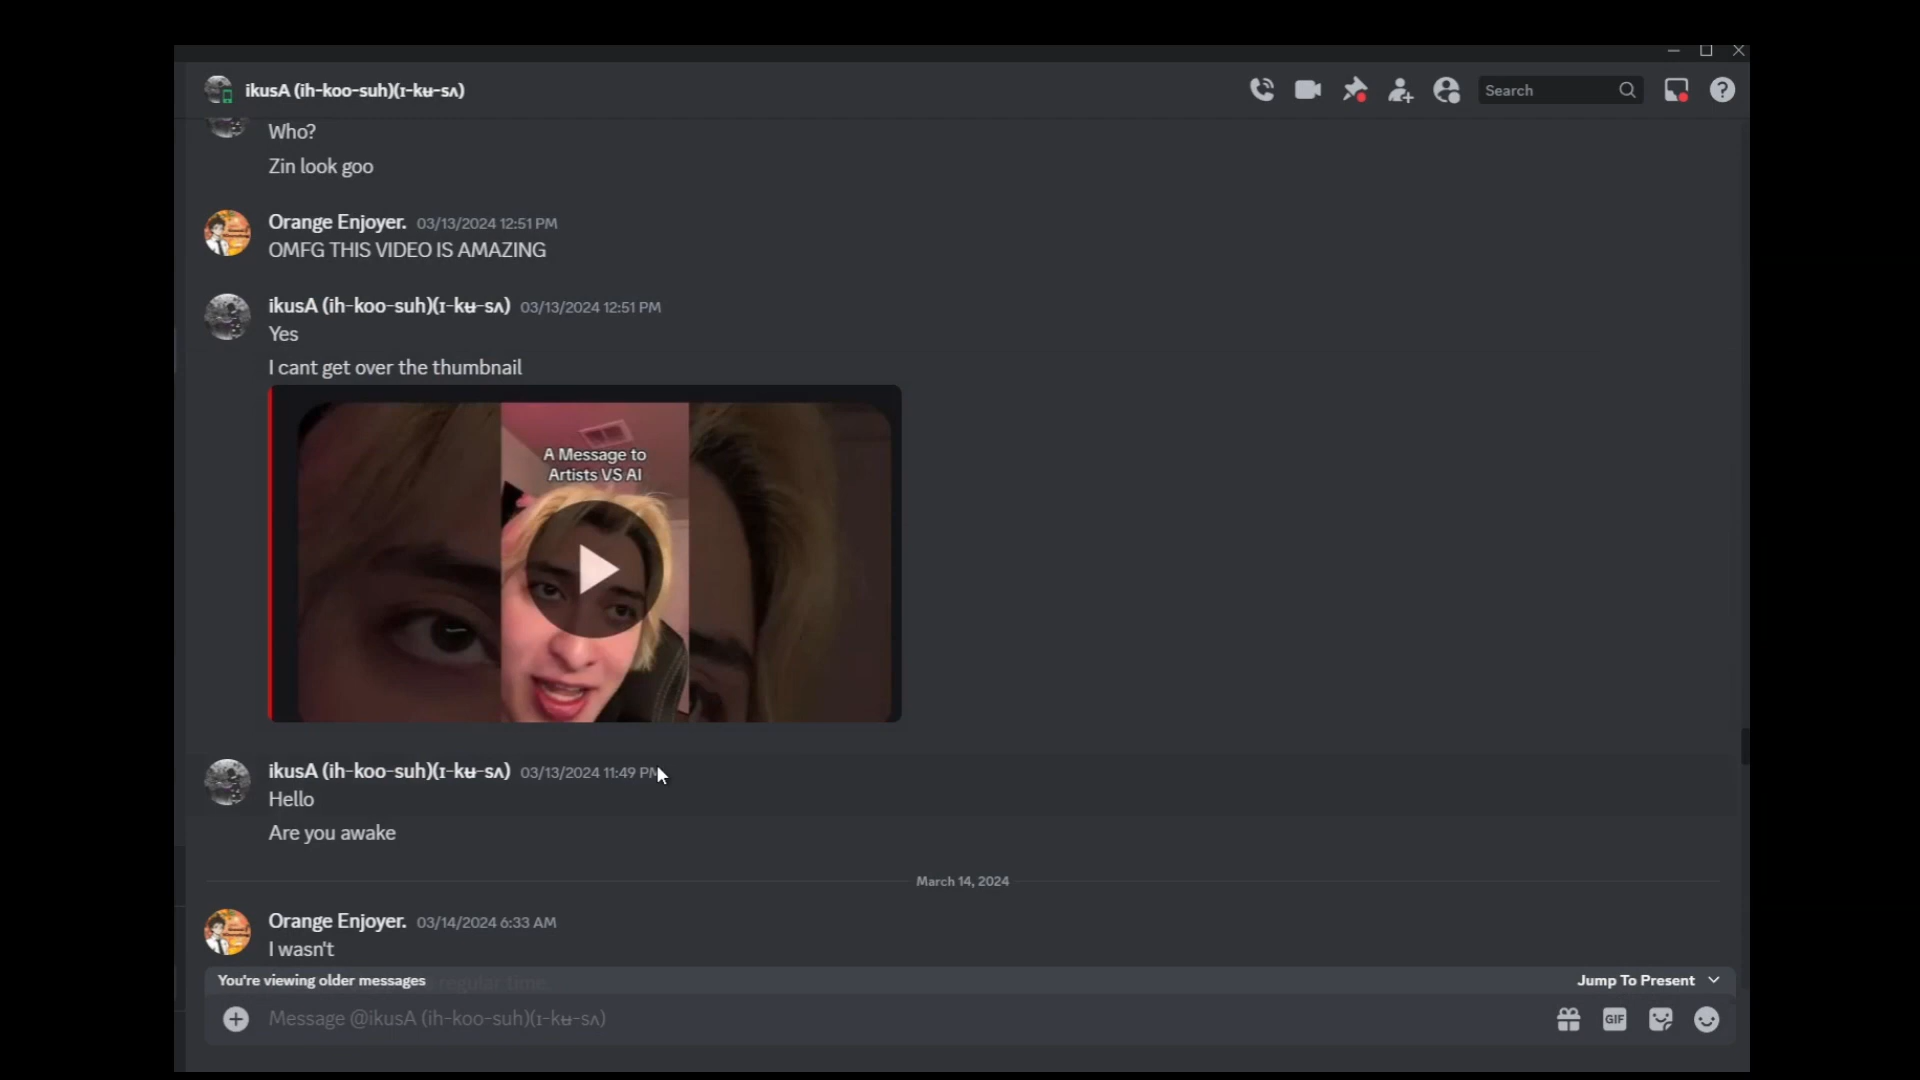 ikusA (ih-koo-suh)(ɪ-kʉ-sʌ)
Search
Who?
Zin look goo
Orange Enjoyer. 03/13/2024 12:51 PM
OMFG THIS VIDEO IS AMAZING
ikusA (ih-koo-suh)(ɪ-kʉ-sʌ) 03/13/2024 12:51 PM
Yes
I cant get over the thumbnail
A Message to
Artists VS AI
ikusA (ih-koo-suh)(ɪ-kʉ-sʌ) 03/13/2024 11:49 PM
Hello
Are you awake
March 14, 2024
Orange Enjoyer. 03/14/2024 6:33 AM
I wasn't
You're viewing older messages regular time. Jump To Present
Message @ikusA (ih-koo-suh)(ɪ-kʉ-sʌ)
GIF